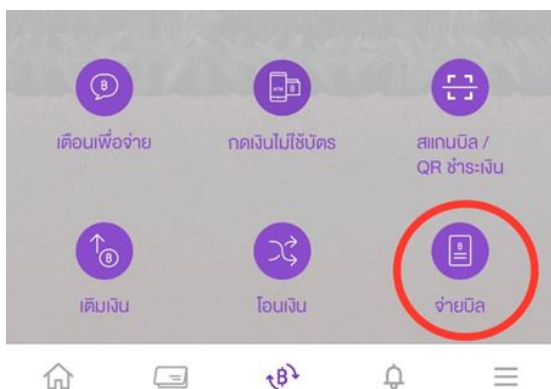 เตือนเพื่อจ่าย
กดเงินไม่ใช้บัตร
สแกนบิล /
QR ชำระเงิน
เติมเงิน
โอนเงิน
จ่ายบิล